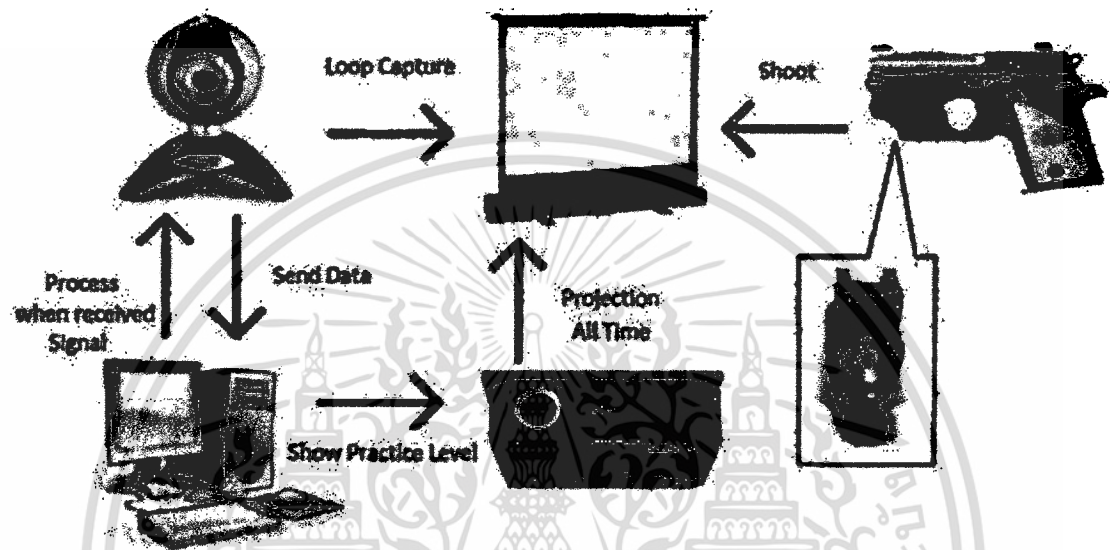 Loop Capture
Shoot
Process
when received
Signal
Send Data
Projection
All Time
Show Practice Level